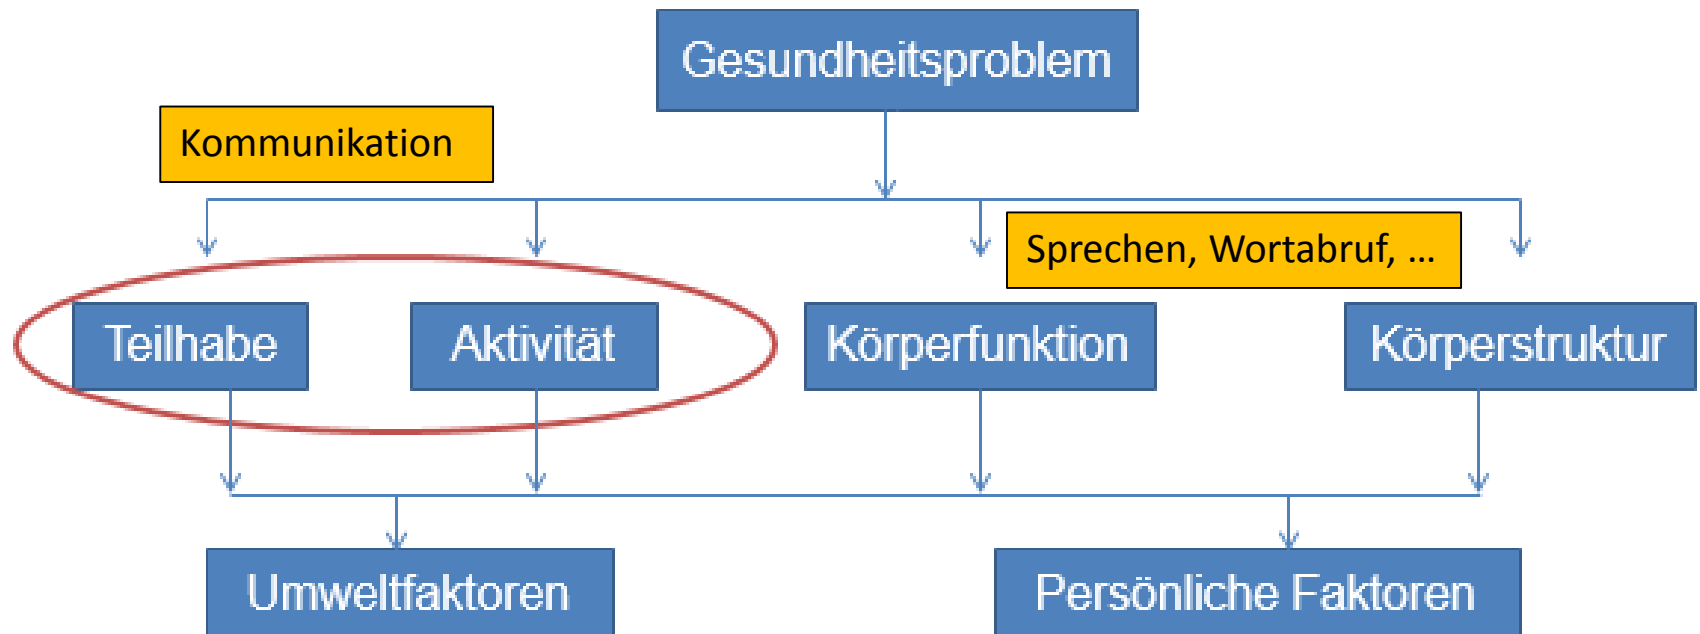 Gesundheitsproblem
Kommunikation
Sprechen, Wortabruf, ...
Teilhabe
Aktivität
Körperfunktion
Körperstruktur
Umweltfaktoren
Persönliche Faktoren